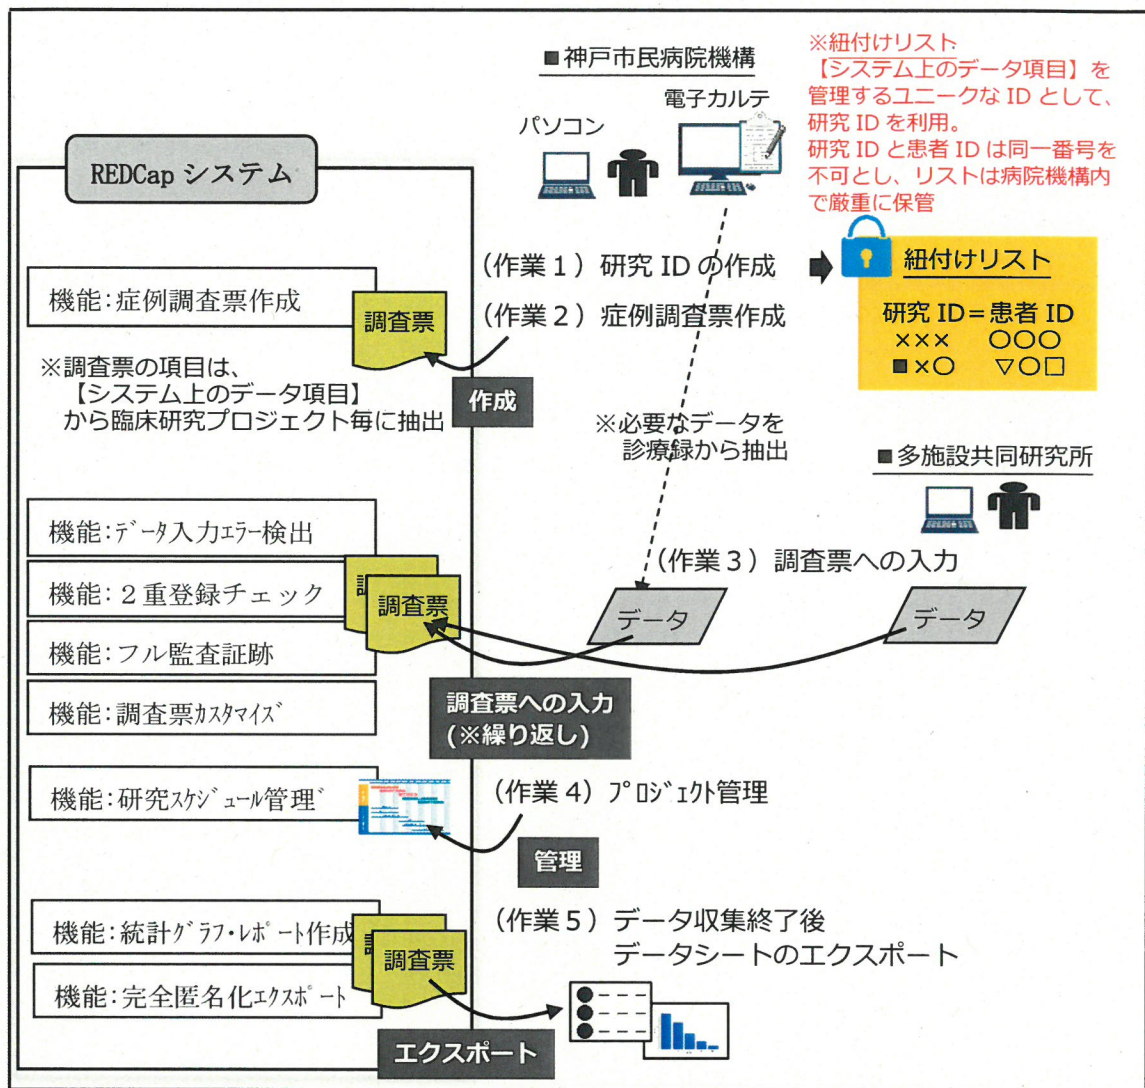 ■神戸市民病院機構
電子カルテ
パソコン
※紐付けリスト
【システム上のデータ項目】を
管理するユニークな ID として、
研究 ID を利用。
研究 ID と患者 ID は同一番号を
不可とし、リストは病院機構内
で厳重に保管
REDCap システム
(作業1)研究 ID の作成
紐付けリスト
研究 ID=患者 ID
××× 〇〇〇
■×〇 ▽〇□
機能:症例調査票作成
調査票
(作業2)症例調査票作成
※調査票の項目は、
【システム上のデータ項目】
から臨床研究プロジェクト毎に抽出
作成
※必要なデータを
診療録から抽出
■多施設共同研究所
機能:データ入力エラー検出
機能:2重登録チェック
機能:フル監査証跡
機能:調査票カスタマイズ
調査票
(作業3)調査票への入力
データ
データ
調査票への入力
(※繰り返し)
機能:研究スケジュール管理
(作業4)プロジェクト管理
管理
機能:統計グラフ・レポート作成
機能:完全匿名化エクスポート
調査票
(作業5)データ収集終了後
データシートのエクスポート
エクスポート